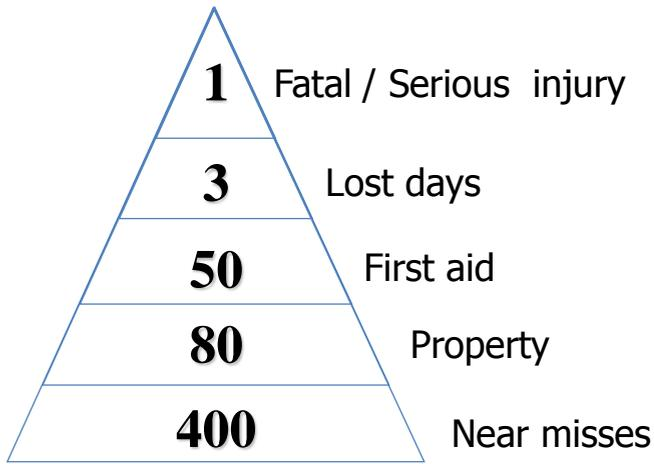 1 Fatal / Serious injury
3 Lost days
50 First aid
80 Property
400 Near misses